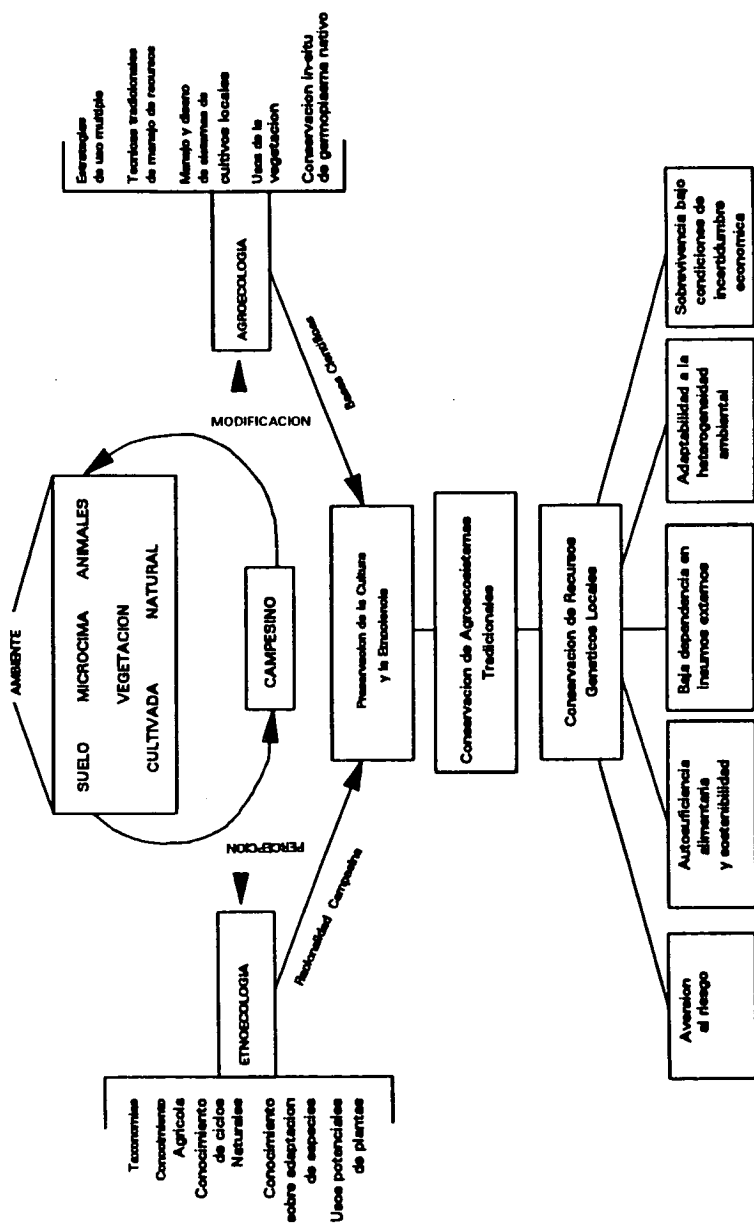 AMBIENTE
SUELO MICROCIMA ANIMALES
VEGETACION
CULTIVADA NATURAL
CAMPESINO
PERCEPCION
MODIFICACION
Taxonomies
Conocimiento
Agricola
Conocimiento
de ciclos
Naturales
Conocimiento
sobre adaptacion
de especies
Usos potenciales
de plantas
ETNOECOLOGIA
Racionalidad Campesina
Estrategies
de uso multiple
Tecnicas tradicionales
de manejo de recursos
Manejo y diseno
de sistemas de
cultivos locales
Usos de la
vegetacion
Conservacion in-situ
de germoplasma nativo
AGROECOLOGIA
Bases Cientificas
Preservacion de la Cultura
y la Etnociencia
Conservacion de Agroecosistemas
Tradicionales
Conservacion de Recursos
Geneticos Locales
Aversion
al riesgo
Autosuficiencia
alimentaria
y sostenibilidad
Baja dependencia en
insumos externos
Adaptabilidad a la
heterogeneidad
ambiental
Sobrevivencia bajo
condiciones de
incertidumbre
economica